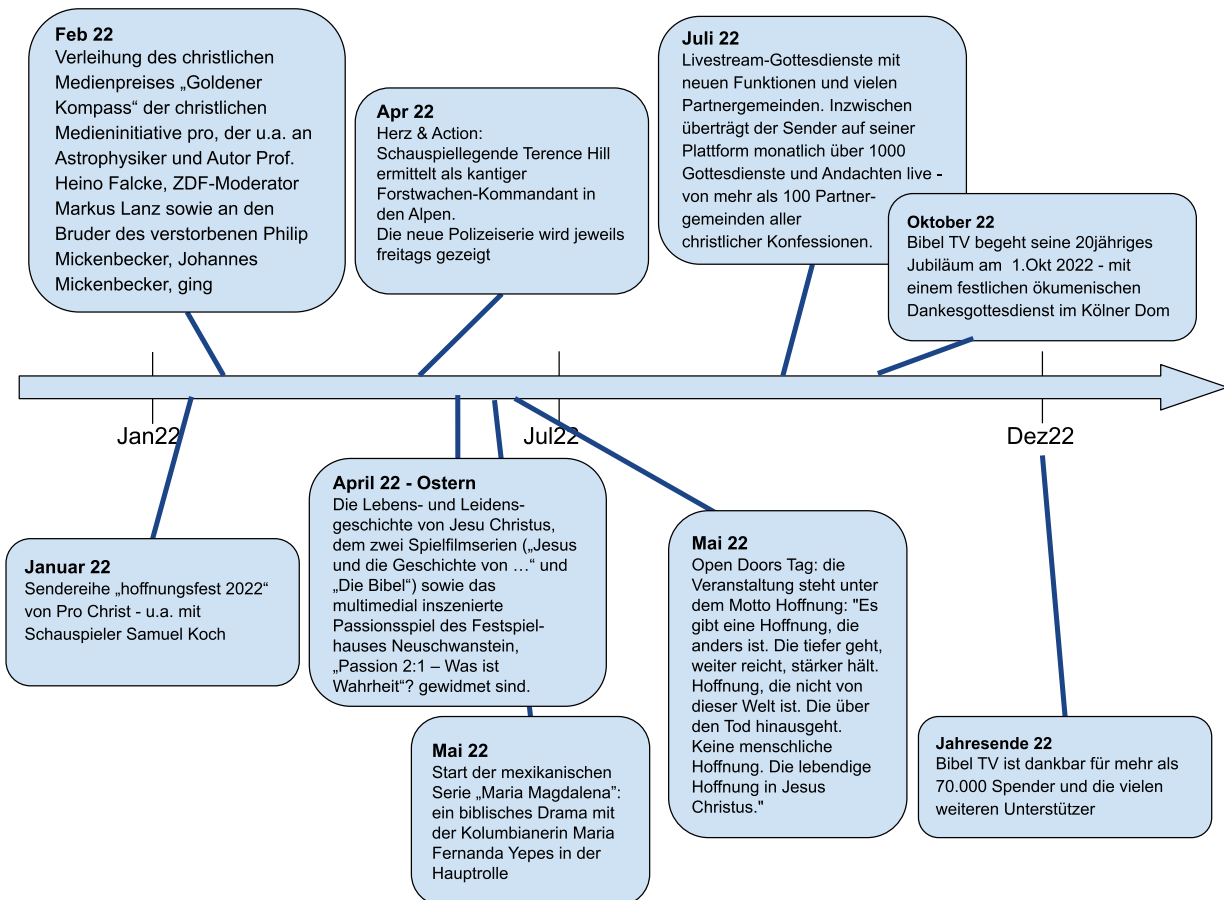 Feb 22
Verleihung des christlichen
Medienpreises „Goldener
Kompass“ der christlichen
Medieninitiative pro, der u.a. an
Astrophysiker und Autor Prof.
Heino Falcke, ZDF-Moderator
Markus Lanz sowie an den
Bruder des verstorbenen Philip
Mickenbecker, Johannes
Mickenbecker, ging
Apr 22
Herz & Action:
Schauspiellegende Terence Hill
ermittelt als kantiger
Forstwachen-Kommandant in
den Alpen.
Die neue Polizeiserie wird jeweils
freitags gezeigt
Juli 22
Livestream-Gottesdienste mit
neuen Funktionen und vielen
Partnergemeinden. Inzwischen
überträgt der Sender auf seiner
Plattform monatlich über 1000
Gottesdienste und Andachten live -
von mehr als 100 Partner-
gemeinden aller
christlicher Konfessionen.
Oktober 22
Bibel TV begeht seine 20jähriges
Jubiläum am 1.Okt 2022 - mit
einem festlichen ökumenischen
Dankesgottesdienst im Kölner Dom
Jan22
Jul22
Dez22
Januar 22
Sendereihe „hoffnungsfest 2022“
von Pro Christ - u.a. mit
Schauspieler Samuel Koch
April 22 - Ostern
Die Lebens- und Leidens-
geschichte von Jesu Christus,
dem zwei Spielfilmserien („Jesus
und die Geschichte von …“ und
„Die Bibel“) sowie das
multimedial inszenierte
Passionsspiel des Festspiel-
hauses Neuschwanstein,
„Passion 2:1 – Was ist
Wahrheit“? gewidmet sind.
Mai 22
Start der mexikanischen
Serie „Maria Magdalena”:
ein biblisches Drama mit
der Kolumbianerin Maria
Fernanda Yepes in der
Hauptrolle
Mai 22
Open Doors Tag: die
Veranstaltung steht unter
dem Motto Hoffnung: "Es
gibt eine Hoffnung, die
anders ist. Die tiefer geht,
weiter reicht, stärker hält.
Hoffnung, die nicht von
dieser Welt ist. Die über
den Tod hinausgeht.
Keine menschliche
Hoffnung. Die lebendige
Hoffnung in Jesus
Christus."
Jahresende 22
Bibel TV ist dankbar für mehr als
70.000 Spender und die vielen
weiteren Unterstützer